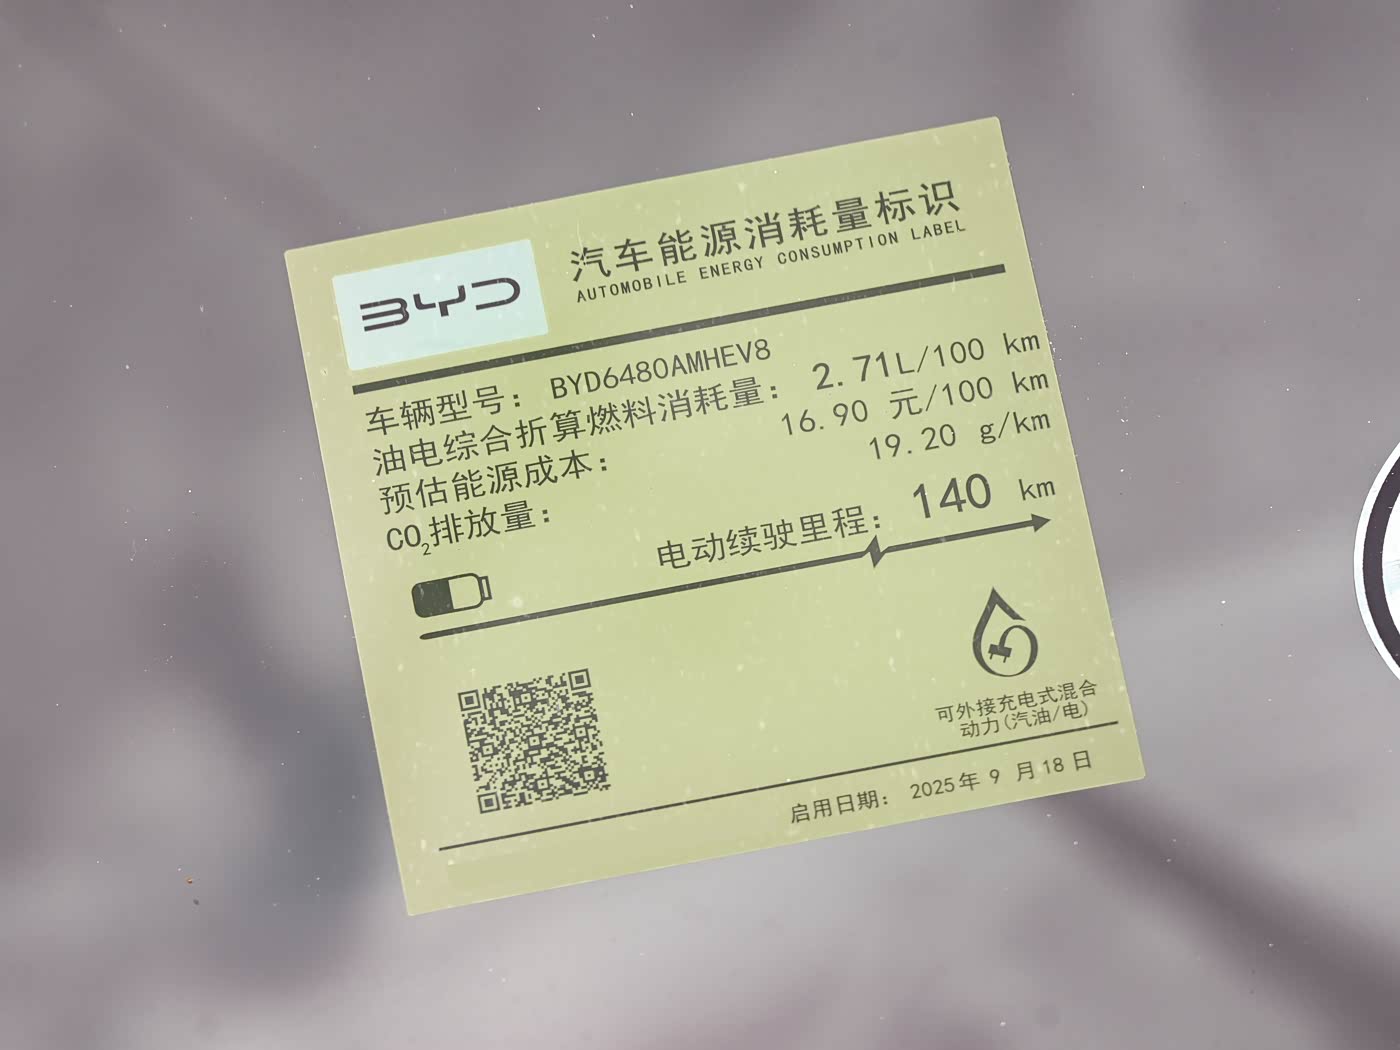 BYD
汽车能源消耗量标识
AUTOMOBILE ENERGY CONSUMPTION LABEL
车辆型号： BYD6480AMHEV8
油电综合折算燃料消耗量： 2.71L/100 km
预估能源成本： 16.90 元/100 km
CO₂排放量： 19.20 g/km
电动续驶里程： 140 km
可外接充电式混合
动力(汽油/电)
启用日期： 2025年 9 月18 日